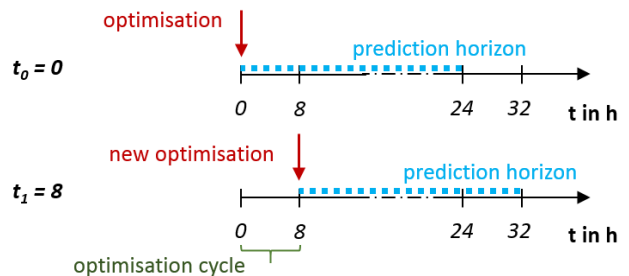 optimisation
prediction horizon
t0 = 0
0 8 24 32 t in h
new optimisation
prediction horizon
t1 = 8
0 8 24 32 t in h
optimisation cycle